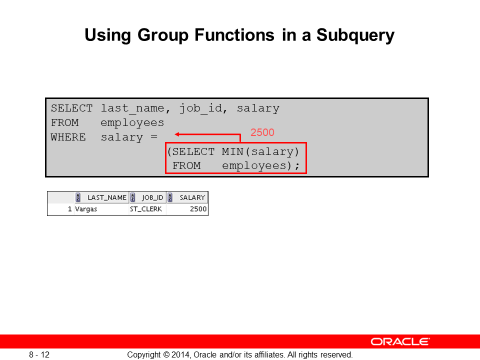 Using Group Functions in a Subquery
SELECT last_name, job_id, salary
FROM employees
WHERE salary =
2500
(SELECT MIN(salary)
FROM employees);
LAST_NAME JOB_ID SALARY
1 Vargas ST_CLERK 2500
ORACLE
8 - 12 Copyright © 2014, Oracle and/or its affiliates. All rights reserved.